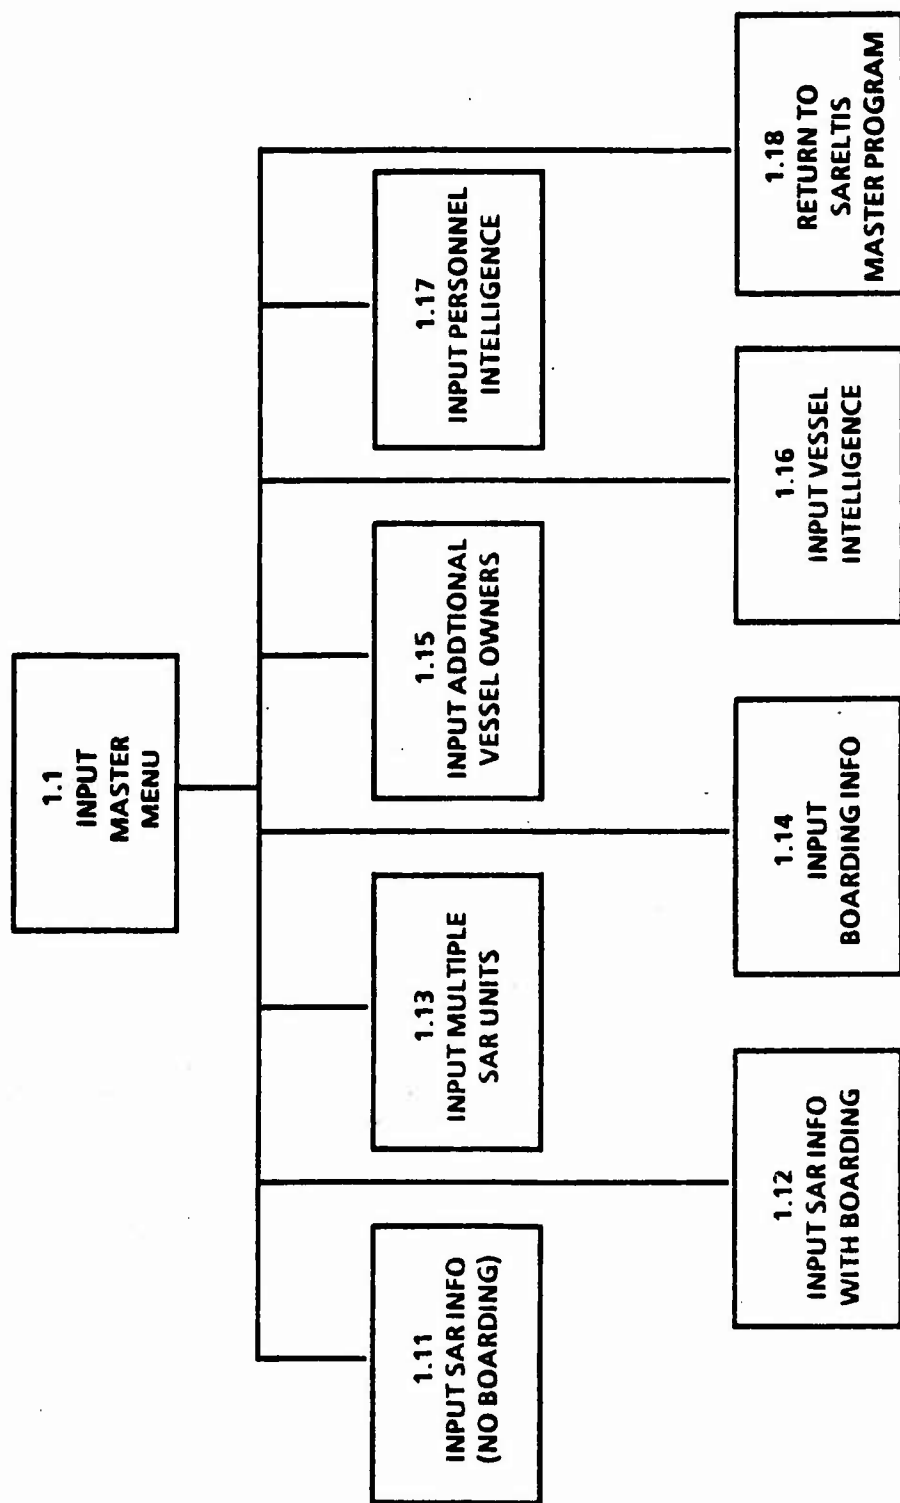 1.1
INPUT
MASTER
MENU
1.11
INPUT SAR INFO
(NO BOARDING)
1.13
INPUT MULTIPLE
SAR UNITS
1.15
INPUT ADDTIONAL
VESSEL OWNERS
1.17
INPUT PERSONNEL
INTELLIGENCE
1.12
INPUT SAR INFO
WITH BOARDING
1.14
INPUT
BOARDING INFO
1.16
INPUT VESSEL
INTELLIGENCE
1.18
RETURN TO
SARELTIS
MASTER PROGRAM